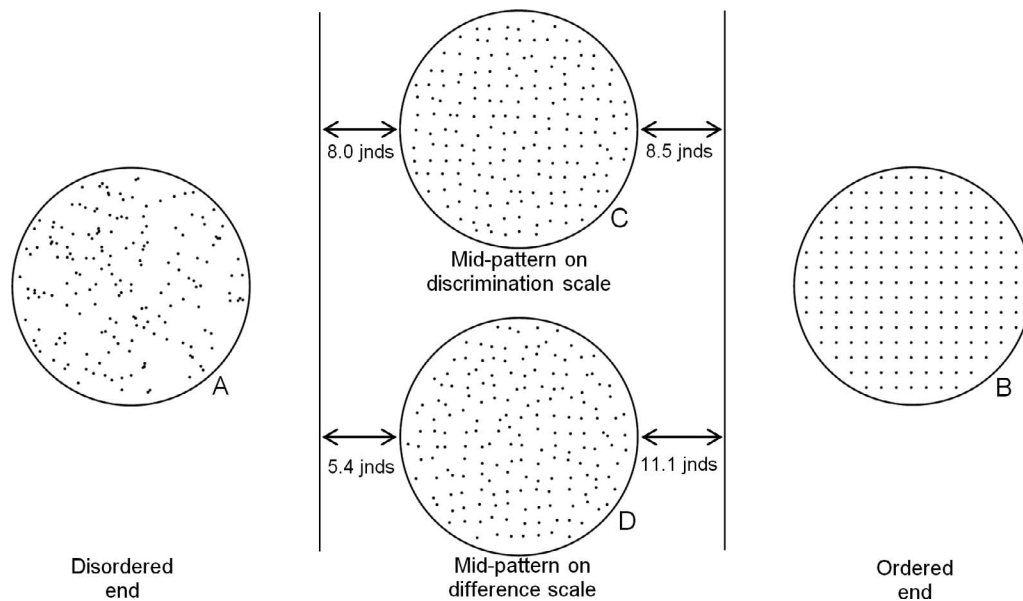 8.0 jnds
8.5 jnds
C
Mid-pattern on
discrimination scale
A
B
5.4 jnds
11.1 jnds
D
Disordered
end
Mid-pattern on
difference scale
Ordered
end